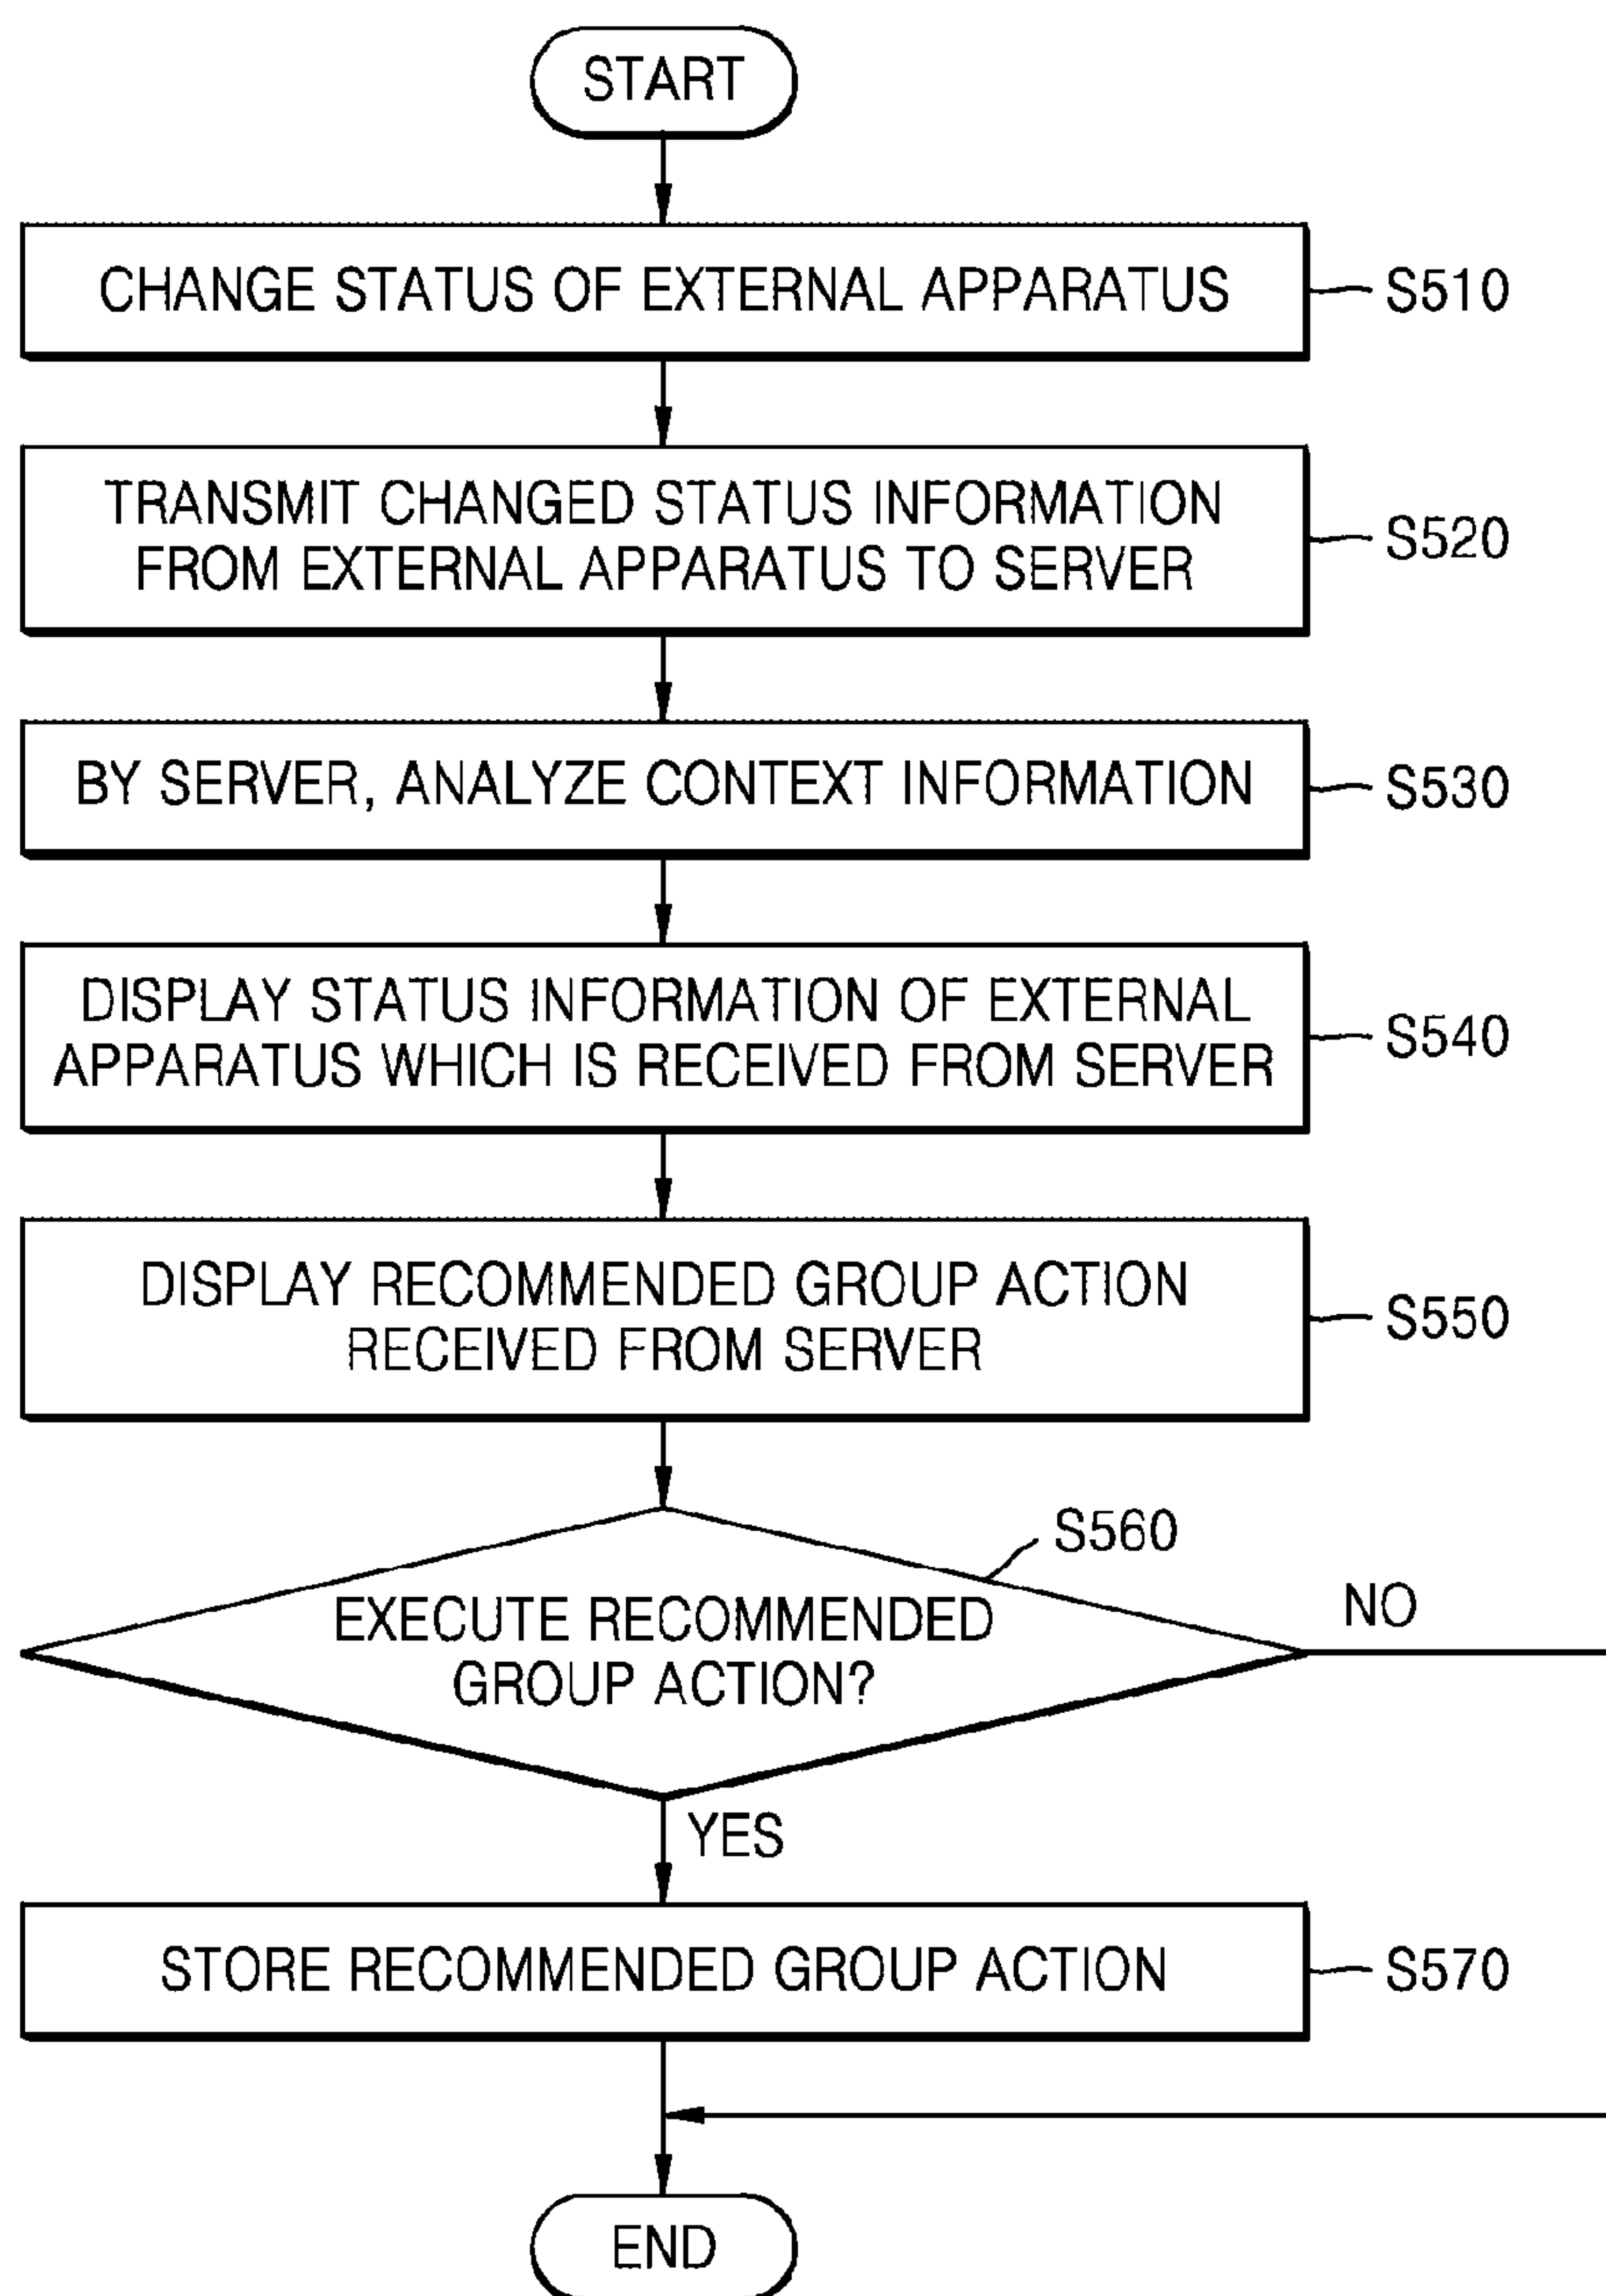 START
CHANGE STATUS OF EXTERNAL APPARATUS
S510
TRANSMIT CHANGED STATUS INFORMATION
FROM EXTERNAL APPARATUS TO SERVER
S520
BY SERVER, ANALYZE CONTEXT INFORMATION
S530
DISPLAY STATUS INFORMATION OF EXTERNAL
APPARATUS WHICH IS RECEIVED FROM SERVER
S540
DISPLAY RECOMMENDED GROUP ACTION
RECEIVED FROM SERVER
S550
S560
EXECUTE RECOMMENDED
GROUP ACTION?
NO
YES
STORE RECOMMENDED GROUP ACTION
S570
END